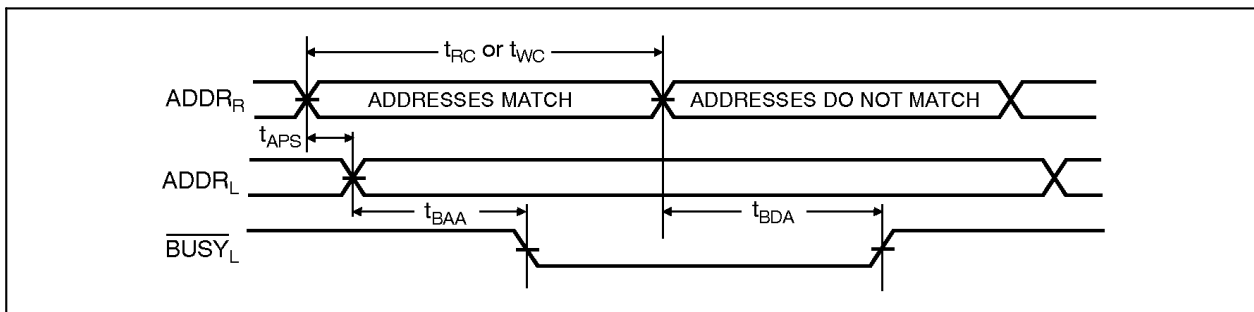 tRC or tWC
ADDRR ADDRESSES MATCH ADDRESSES DO NOT MATCH
tAPS
ADDRL
tBAA tBDA
BUSYL